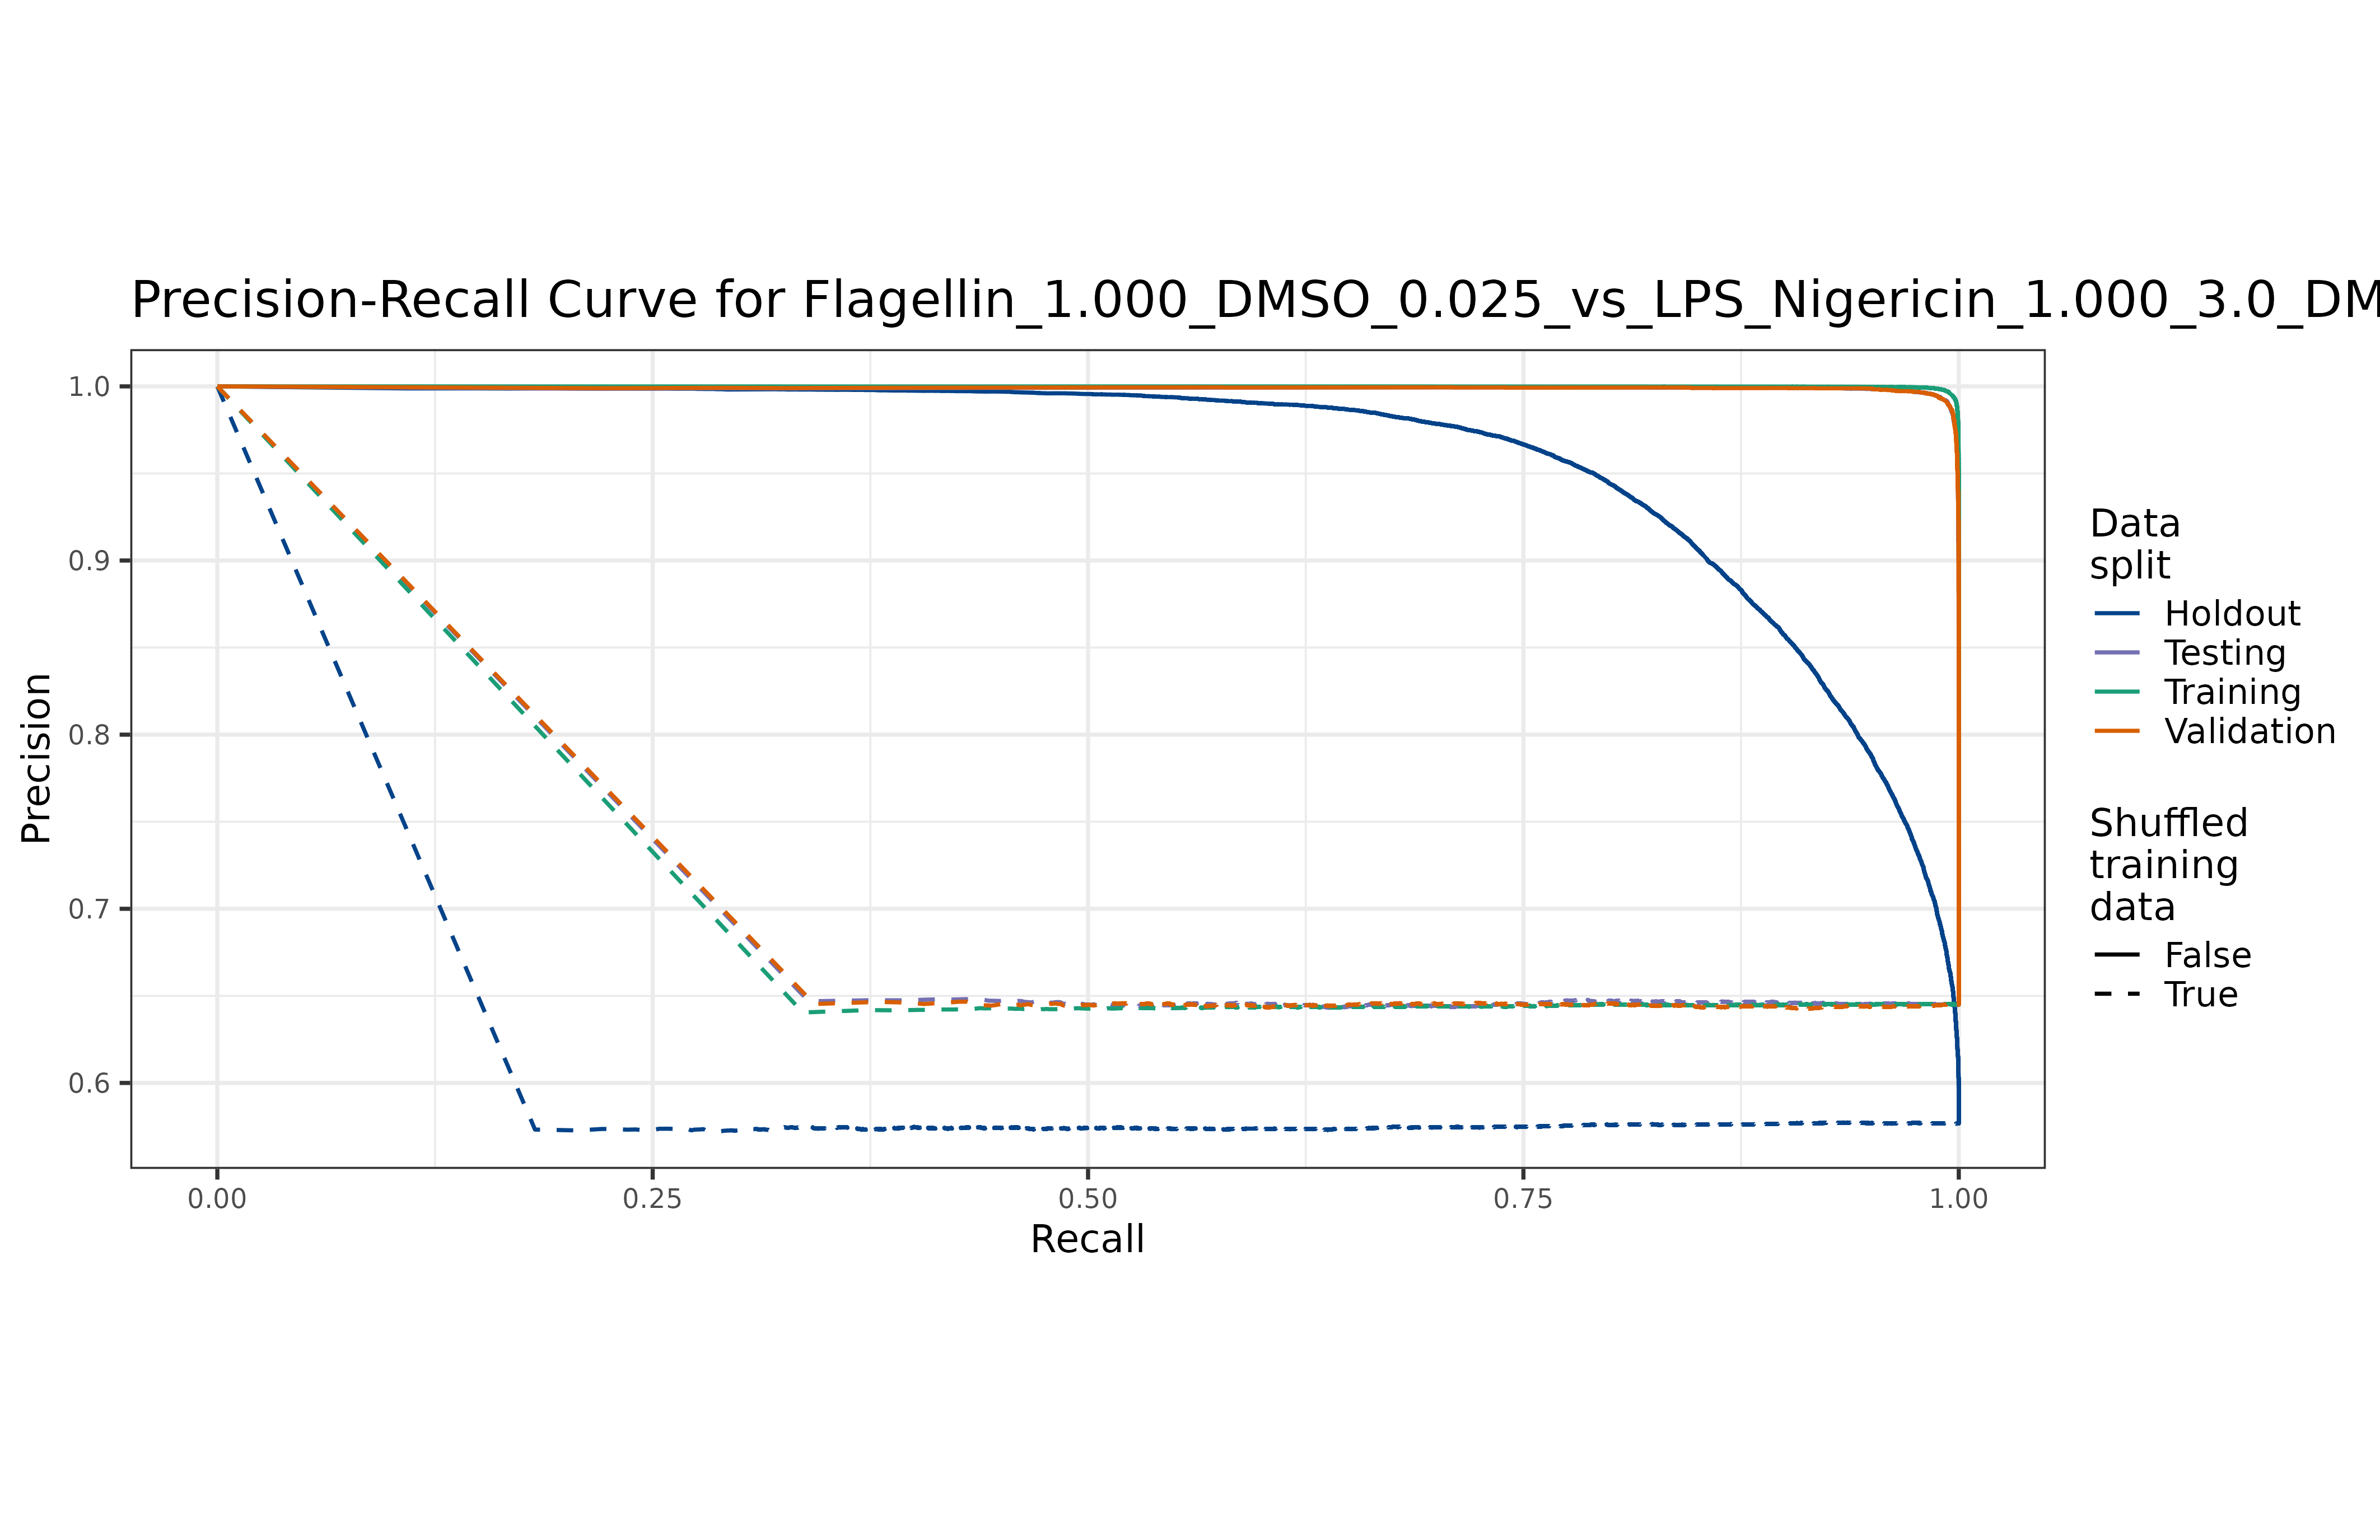 Precision-Recall Curve for Flagellin_1.000_DMSO_0.025_vs_LPS_Nigericin_1.000_3.0_DM
1.0
0.9
0.8
0.7
0.6
Precision
0.00
0.25
0.50
0.75
1.00
Recall
Data
split
Holdout
Testing
Training
Validation
Shuffled
training
data
False
True